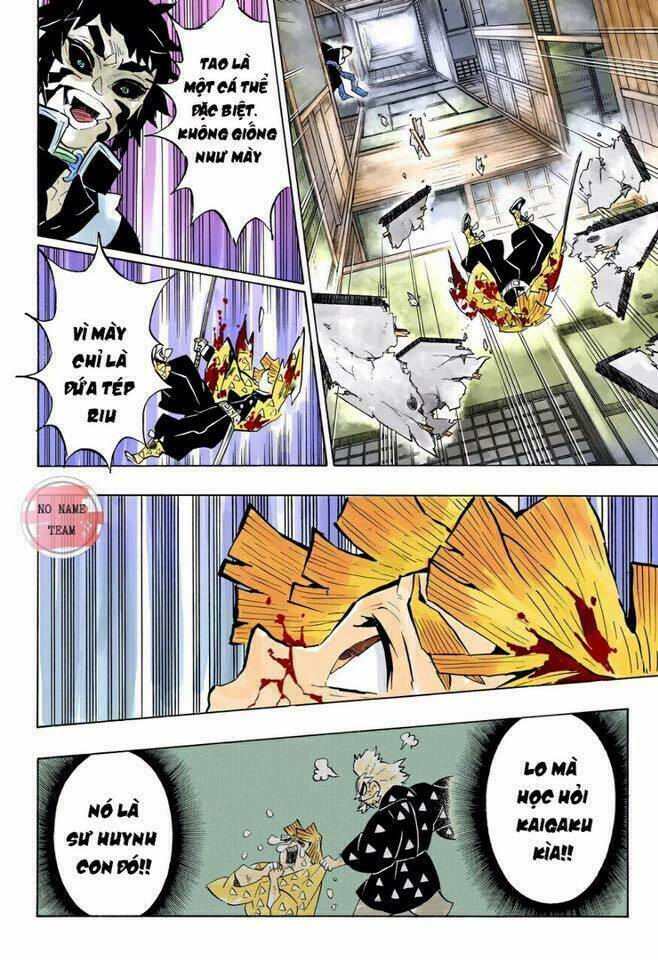 TAO LÀ
MỘT CÁ THỂ
ĐẶC BIỆT.
KHÔNG GIỐNG
NHƯ MÀY
VÌ MÀY
CHỈ LÀ
ĐỨA TÉP
RIU
NO NAME
TEAM
LO MÀ
HỌC HỎI
KAIGAKU
KÌA!!
NÓ LÀ
SƯ HUYNH
CON ĐÓ!!